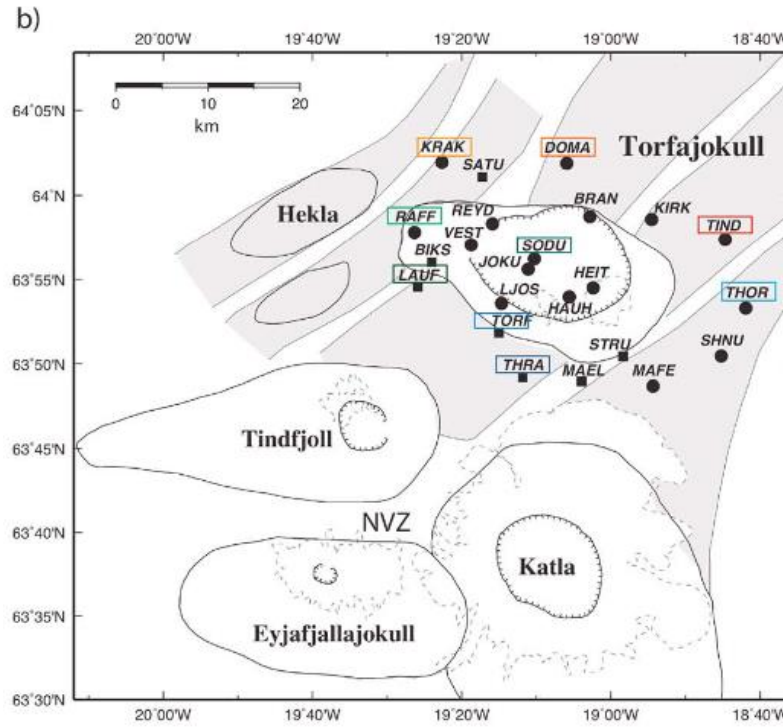 b)
20°00'W 19°40'W 19°20'W 19°00'W 18°40'W
0 10 20
km
64°05'N
64°N
63°55'N
63°50'N
63°45'N
63°40'N
63°35'N
63°30'N
KRAK
SATU
DOMA
Torfajokull
Hekla
RAFF
REYD
BRAN
KIRK
TIND
VEST
BIKS
SODU
JOKU
LAUF
HEIT
LJOS
HAUH
THOR
TORF
STRU
SHNU
THRA
MAEL
MAFE
Tindfjoll
NVZ
Katla
Eyjafjallajokull
20°00'W 19°40'W 19°20'W 19°00'W 18°40'W